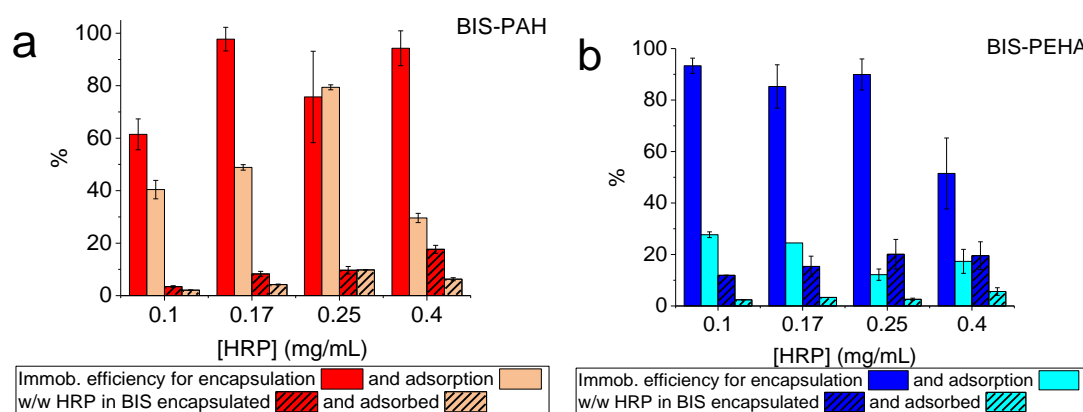 a
BIS-PAH
100
80
60
40
20
0
%
0.1 0.17 0.25 0.4
[HRP] (mg/mL)
Immob. efficiency for encapsulation and adsorption
w/w HRP in BIS encapsulated and adsorbed
b
BIS-PEHA
100
80
60
40
20
0
%
0.1 0.17 0.25 0.4
[HRP] (mg/mL)
Immob. efficiency for encapsulation and adsorption
w/w HRP in BIS encapsulated and adsorbed